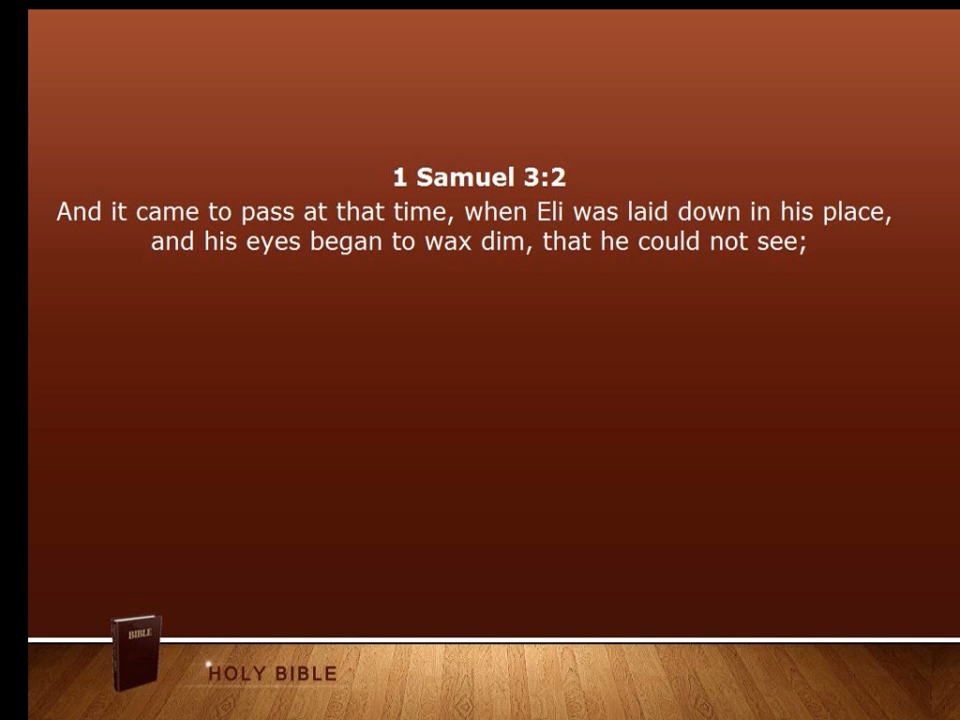 1 Samuel 3:2
And it came to pass at that time, when Eli was laid down in his place,
and his eyes began to wax dim, that he could not see;
BIBLE
HOLY BIBLE